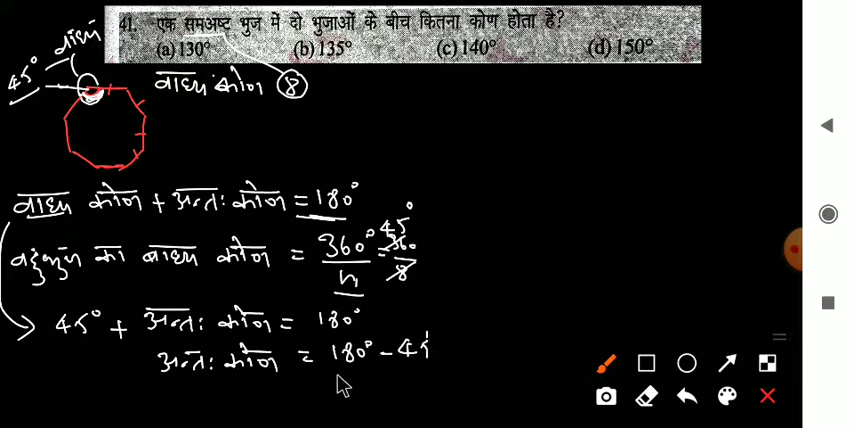 41. एक समअष्ट भुज में दो भुजाओं के बीच कितना कोण होता है?
(a) 130° (b) 135° (c) 140° (d) 150°
45° वाह्य
वाह्य कोण 8
वाह्य कोण + अन्तः कोण = 180°
बहुभुज का वाह्य कोण = 360°/n = 360/8 45°
45° + अन्तः कोण = 180°
अन्तः कोण = 180° - 45